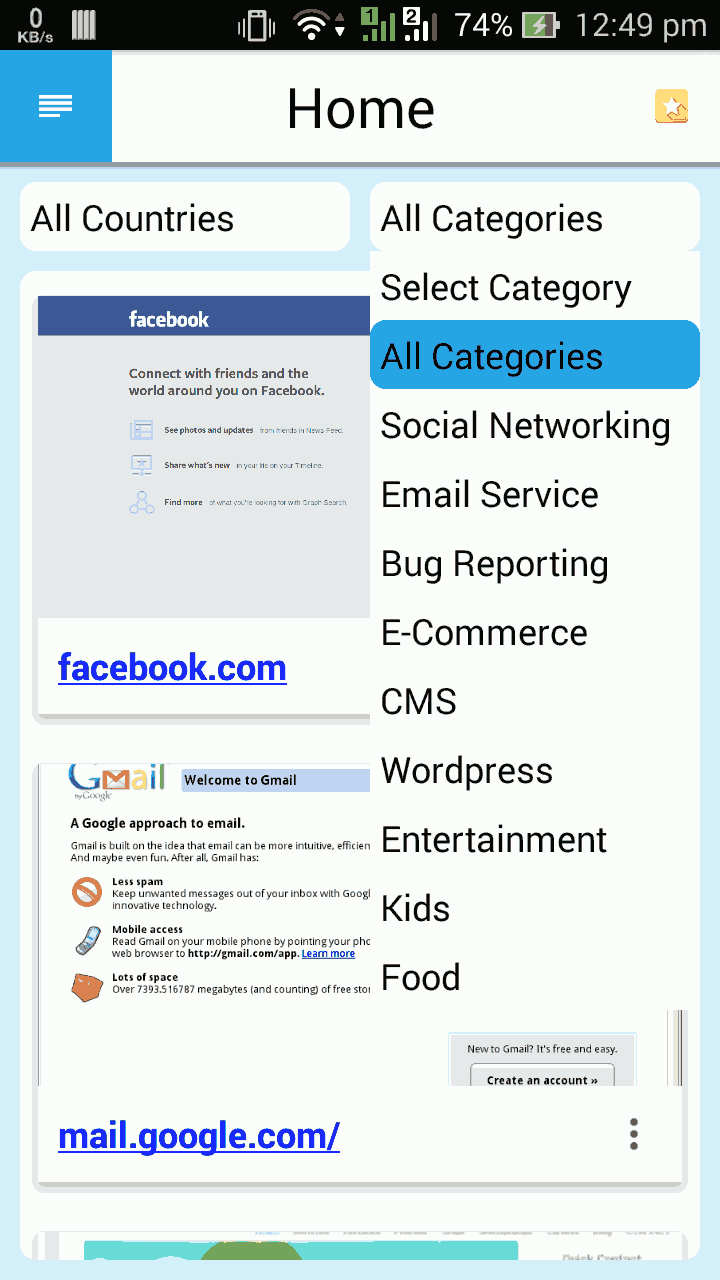 0
KB/s
1
2
74%
12:49 pm
Home
All Countries
All Categories
Select Category
All Categories
Social Networking
Email Service
Bug Reporting
E-Commerce
CMS
Wordpress
Entertainment
Kids
Food
facebook
Connect with friends and the
world around you on Facebook.
See photos and updates from friends in News Feed.
Share what's new in your life on your Timeline.
Find more of what you're looking for with Graph Search.
facebook.com
Gmail
by Google
Welcome to Gmail
A Google approach to email.
Gmail is built on the idea that email can be more intuitive, efficien
And maybe even fun. After all, Gmail has:
Less spam
Keep unwanted messages out of your inbox with Googl
innovative technology.
Mobile access
Read Gmail on your mobile phone by pointing your pho
web browser to http://gmail.com/app. Learn more
Lots of space
Over 7393.516787 megabytes (and counting) of free sto
New to Gmail? It's free and easy.
Create an account »
mail.google.com/
Quick Contact